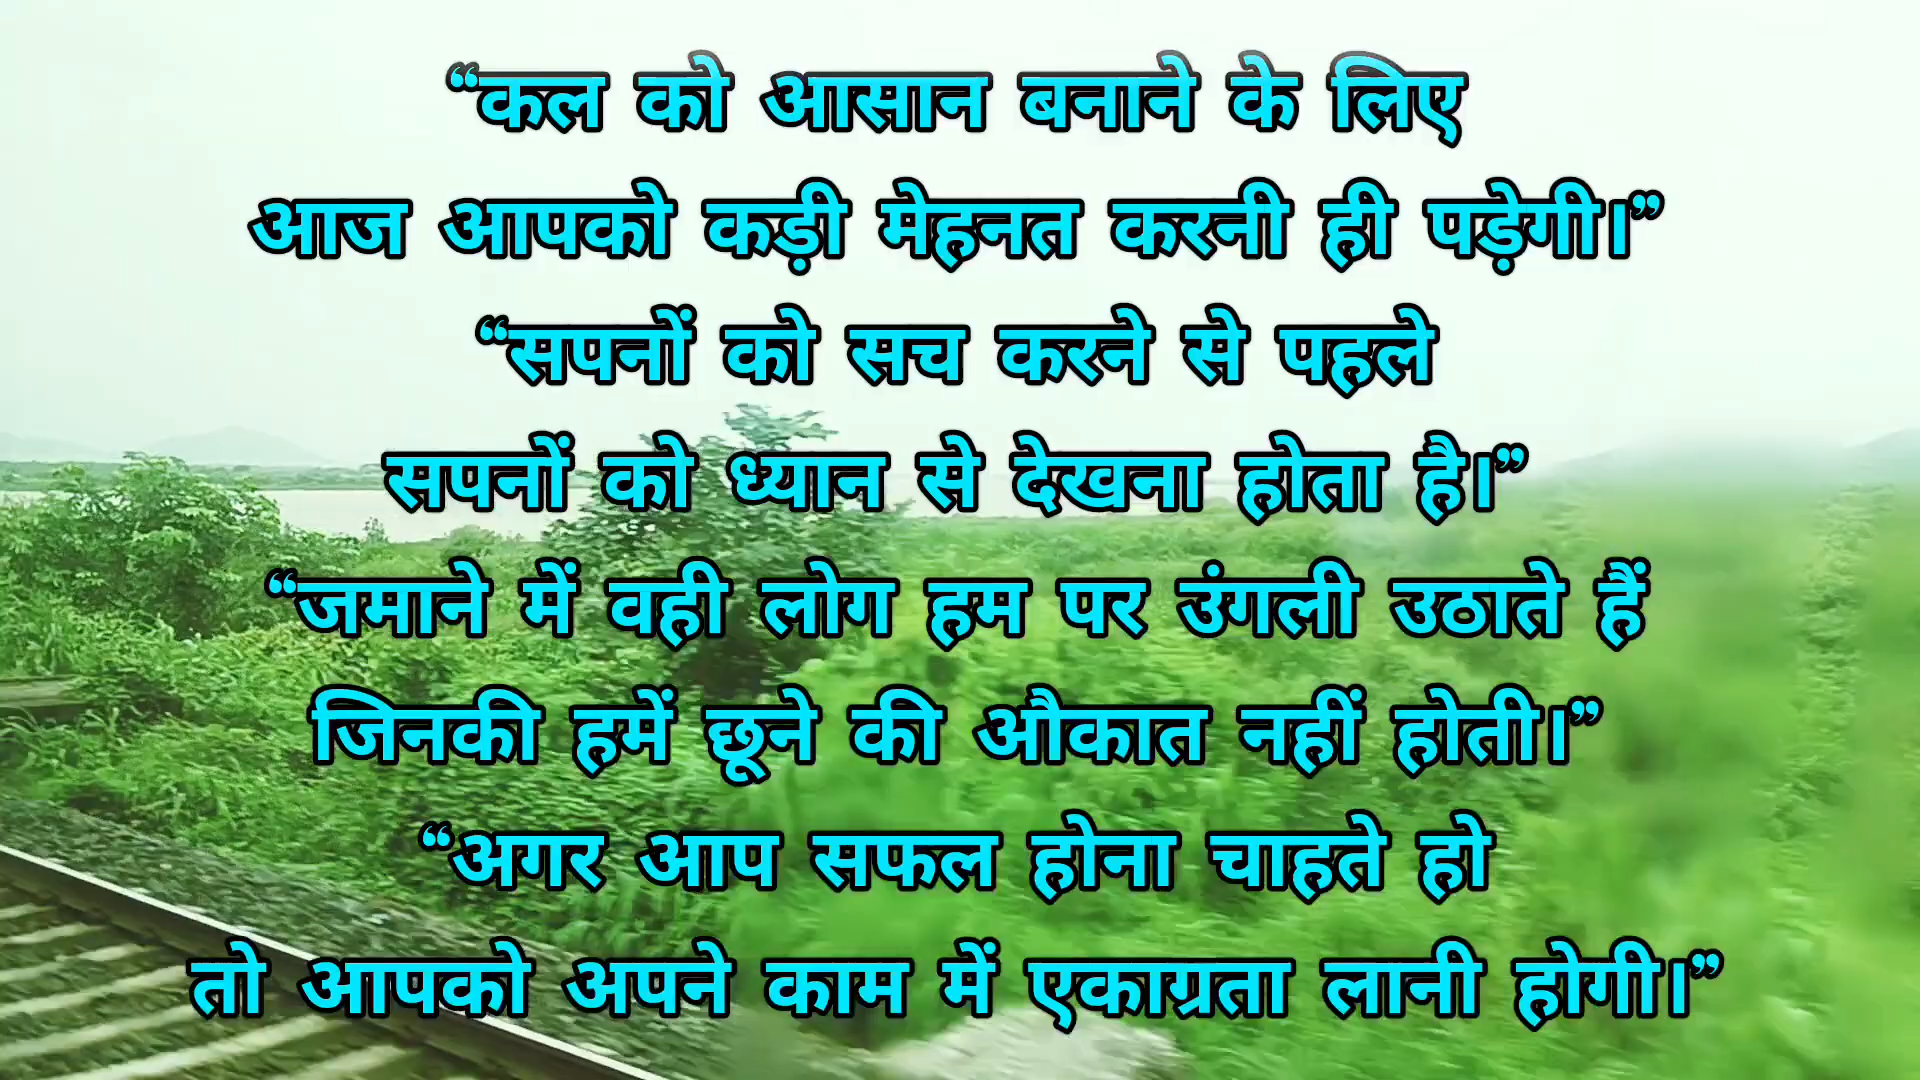 “कल को आसान बनाने के लिए
आज आपको कड़ी मेहनत करनी ही पड़ेगी।”
“सपनों को सच करने से पहले
सपनों को ध्यान से देखना होता है।”
“जमाने में वही लोग हम पर उंगली उठाते हैं
जिनकी हमें छूने की औकात नहीं होती।”
“अगर आप सफल होना चाहते हो
तो आपको अपने काम में एकाग्रता लानी होगी।”